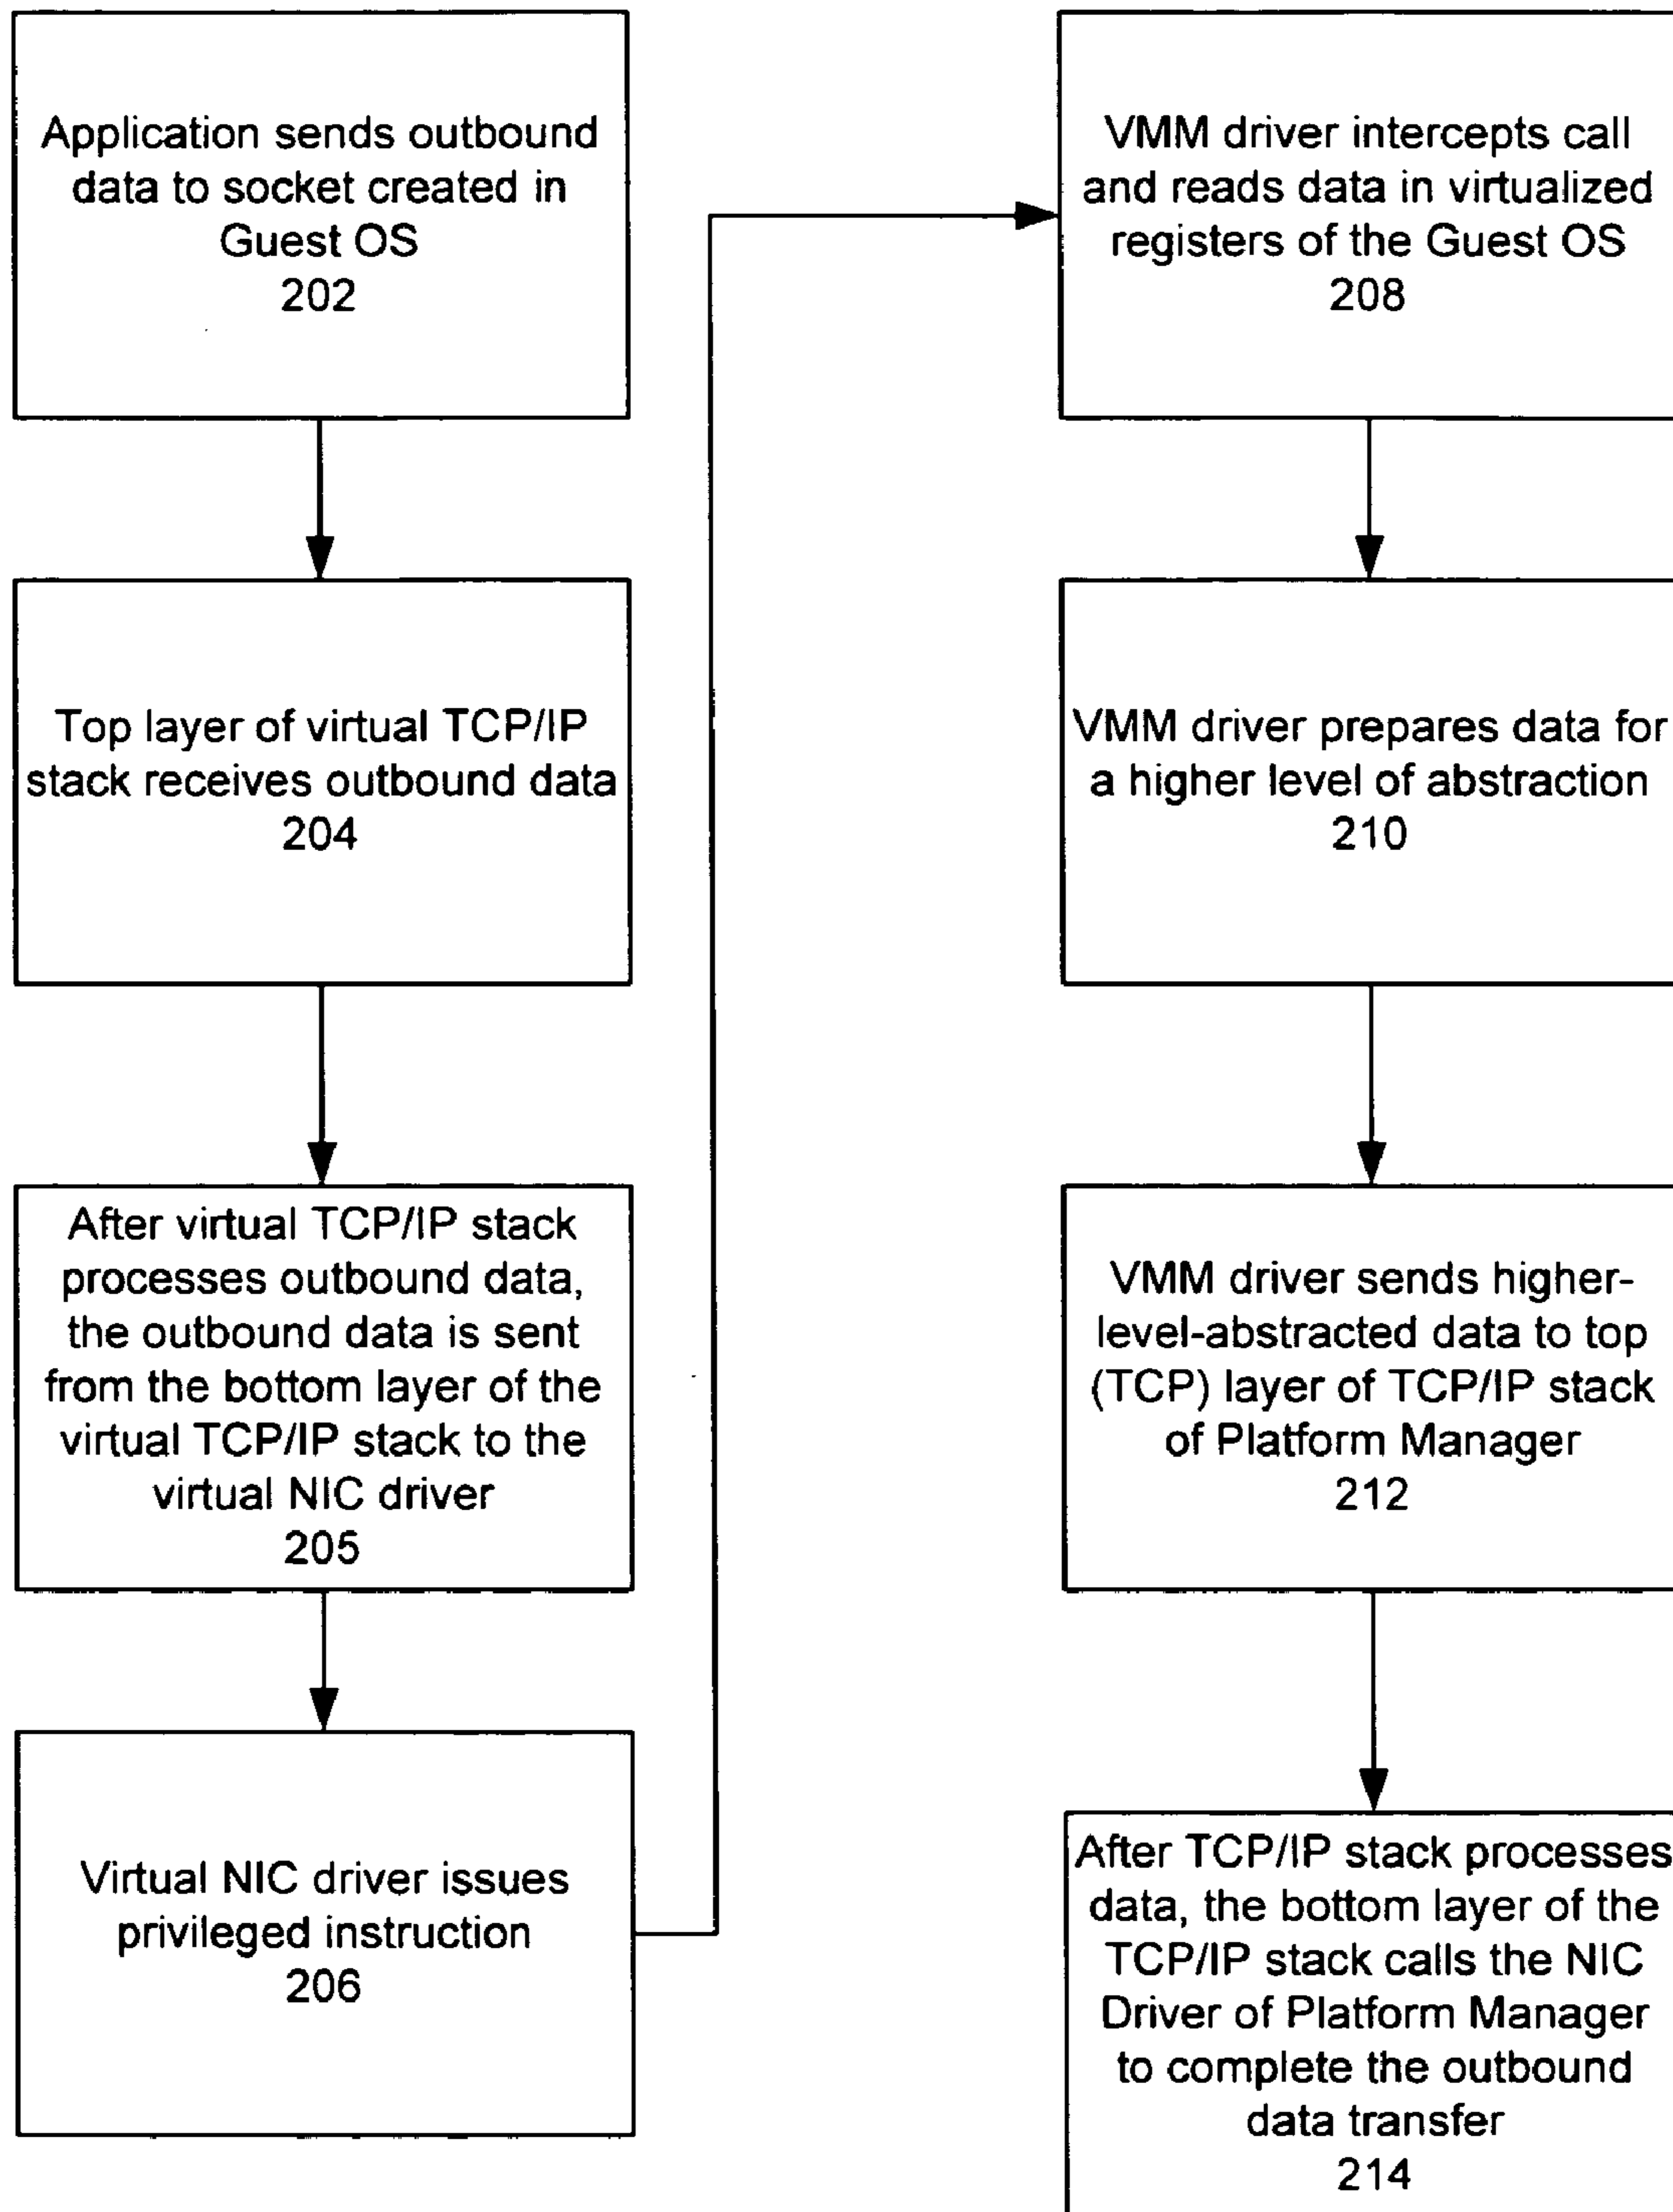 Application sends outbound
data to socket created in
Guest OS
202
Top layer of virtual TCP/IP
stack receives outbound data
204
After virtual TCP/IP stack
processes outbound data,
the outbound data is sent
from the bottom layer of the
virtual TCP/IP stack to the
virtual NIC driver
205
Virtual NIC driver issues
privileged instruction
206
VMM driver intercepts call
and reads data in virtualized
registers of the Guest OS
208
VMM driver prepares data for
a higher level of abstraction
210
VMM driver sends higher-
level-abstracted data to top
(TCP) layer of TCP/IP stack
of Platform Manager
212
After TCP/IP stack processes
data, the bottom layer of the
TCP/IP stack calls the NIC
Driver of Platform Manager
to complete the outbound
data transfer
214